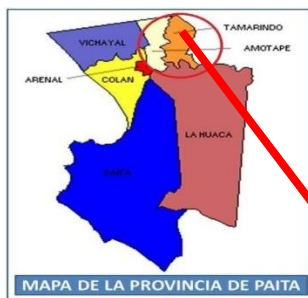 TAMARINDO
VICHAYAL
AMOTAPE
ARENAL
COLAN
LA HUACA
PAITA
MAPA DE LA PROVINCIA DE PAITA